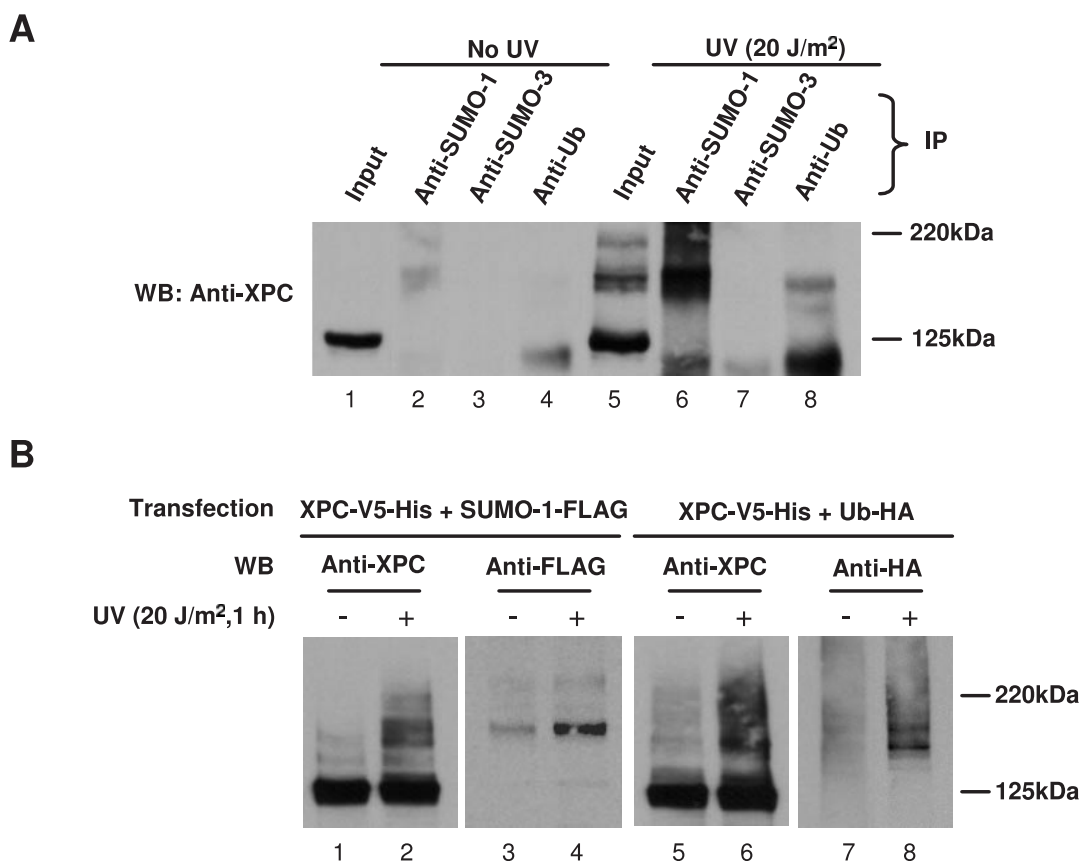 A
No UV
UV (20 J/m²)
Input
Anti-SUMO-1
Anti-SUMO-3
Anti-Ub
Input
Anti-SUMO-1
Anti-SUMO-3
Anti-Ub
IP
WB: Anti-XPC
220kDa
125kDa
1 2 3 4 5 6 7 8
B
Transfection XPC-V5-His + SUMO-1-FLAG XPC-V5-His + Ub-HA
WB Anti-XPC Anti-FLAG Anti-XPC Anti-HA
UV (20 J/m²,1 h) - + - + - + - +
220kDa
125kDa
1 2 3 4 5 6 7 8